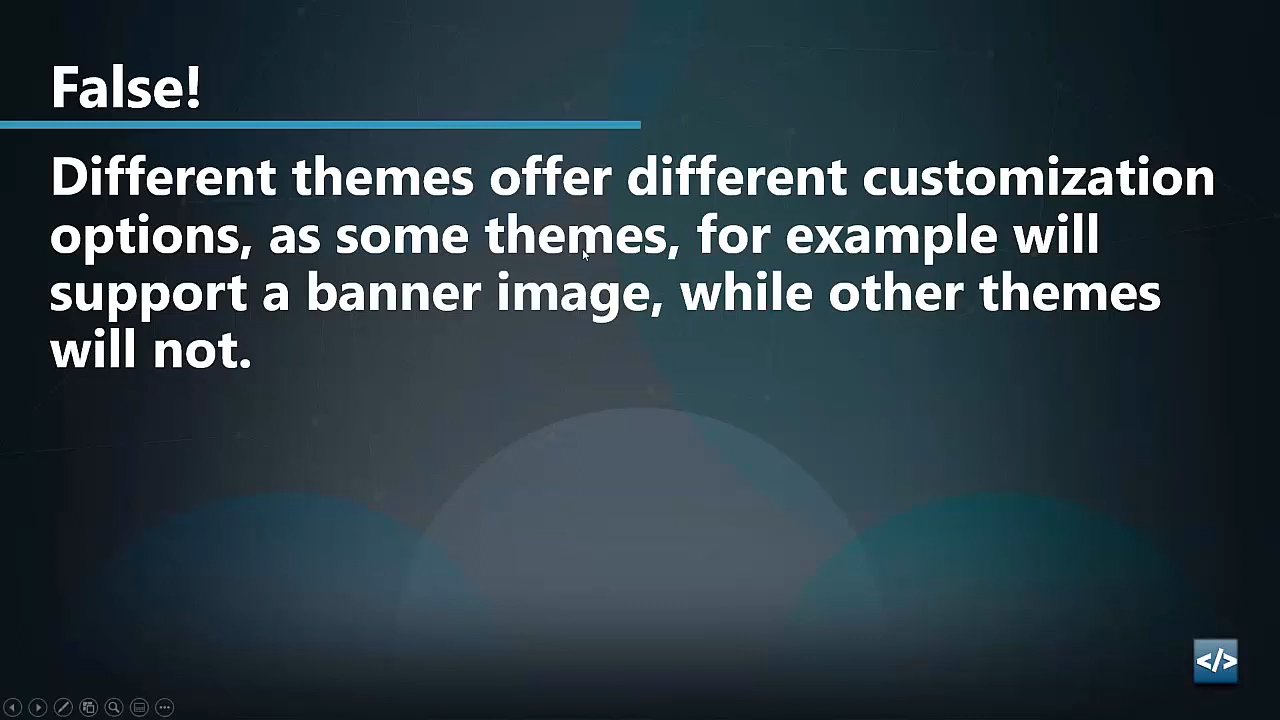 False!
Different themes offer different customization
options, as some themes, for example will
support a banner image, while other themes
will not.
</>